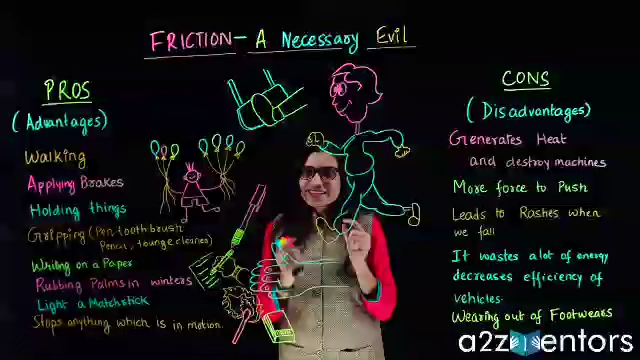 FRICTION - A Necessary Evil
PROS
(Advantages)
Walking
Applying Brakes
Holding things
Gripping (Pen, toothbrush
Pencil, tounge cleaner)
Writing on a Paper
Rubbing Palms in winters
Light a Matchstick
Stops anything which is in motion.
CONS
(Disadvantages)
Generates Heat
and destroy machines
More force to Push
Leads to Rashes when
we fall
It wastes a lot of energy
decreases efficiency of
vehicles.
Wearing out of Footwears
a2zmentors